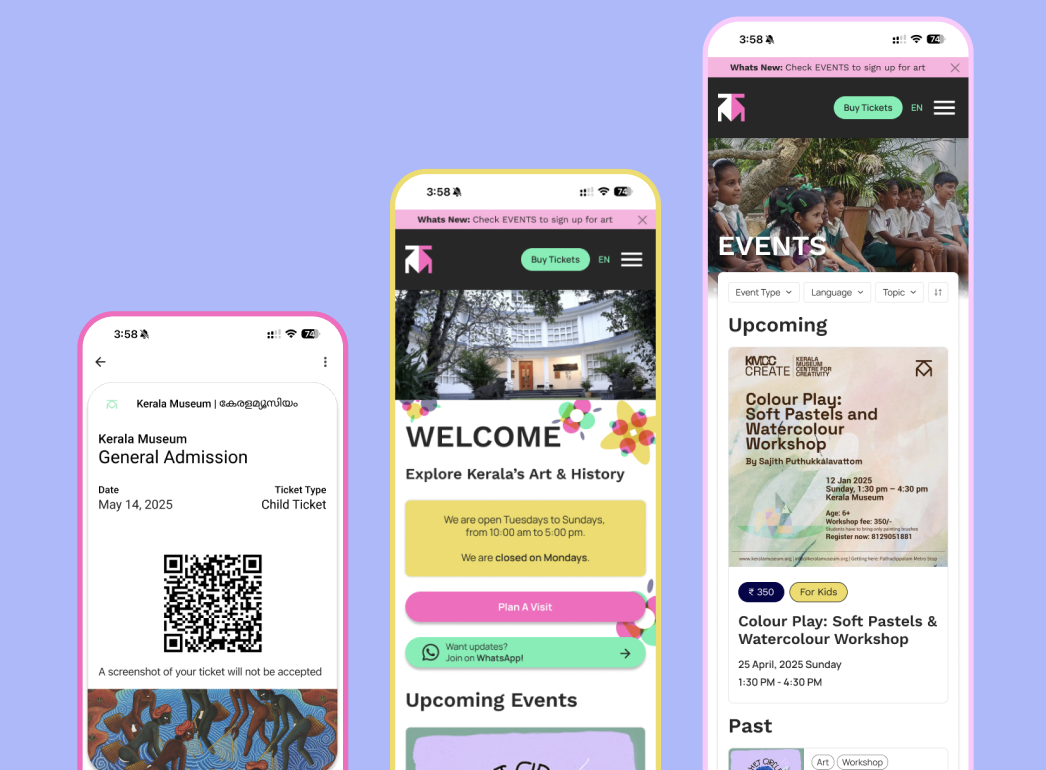 3:58
74
Kerala Museum | കേരളമ്യൂസിയം
Kerala Museum
General Admission
Date
Ticket Type
May 14, 2025
Child Ticket
A screenshot of your ticket will not be accepted
3:58
74
Whats New: Check EVENTS to sign up for art
Buy Tickets
EN
WELCOME
Explore Kerala's Art & History
We are open Tuesdays to Sundays,
from 10:00 am to 5:00 pm.
We are closed on Mondays.
Plan A Visit
Want updates?
Join on WhatsApp!
Upcoming Events
3:58
74
Whats New: Check EVENTS to sign up for art
Buy Tickets
EN
EVENTS
Event Type
Language
Topic
Upcoming
KMCC
CREATE
KERALA
MUSEUM
CENTRE FOR
CREATIVITY
Colour Play:
Soft Pastels and
Watercolour
Workshop
By Sajith Puthukkalavattom
12 Jan 2025
Sunday, 1:30 pm – 4:30 pm
Kerala Museum
Age: 6+
Workshop fee: 350/-
Students have to bring only painting brushes
Register now: 8129051881
₹ 350
For Kids
Colour Play: Soft Pastels &
Watercolour Workshop
25 April, 2025 Sunday
1:30 PM - 4:30 PM
Past
Art
Workshop